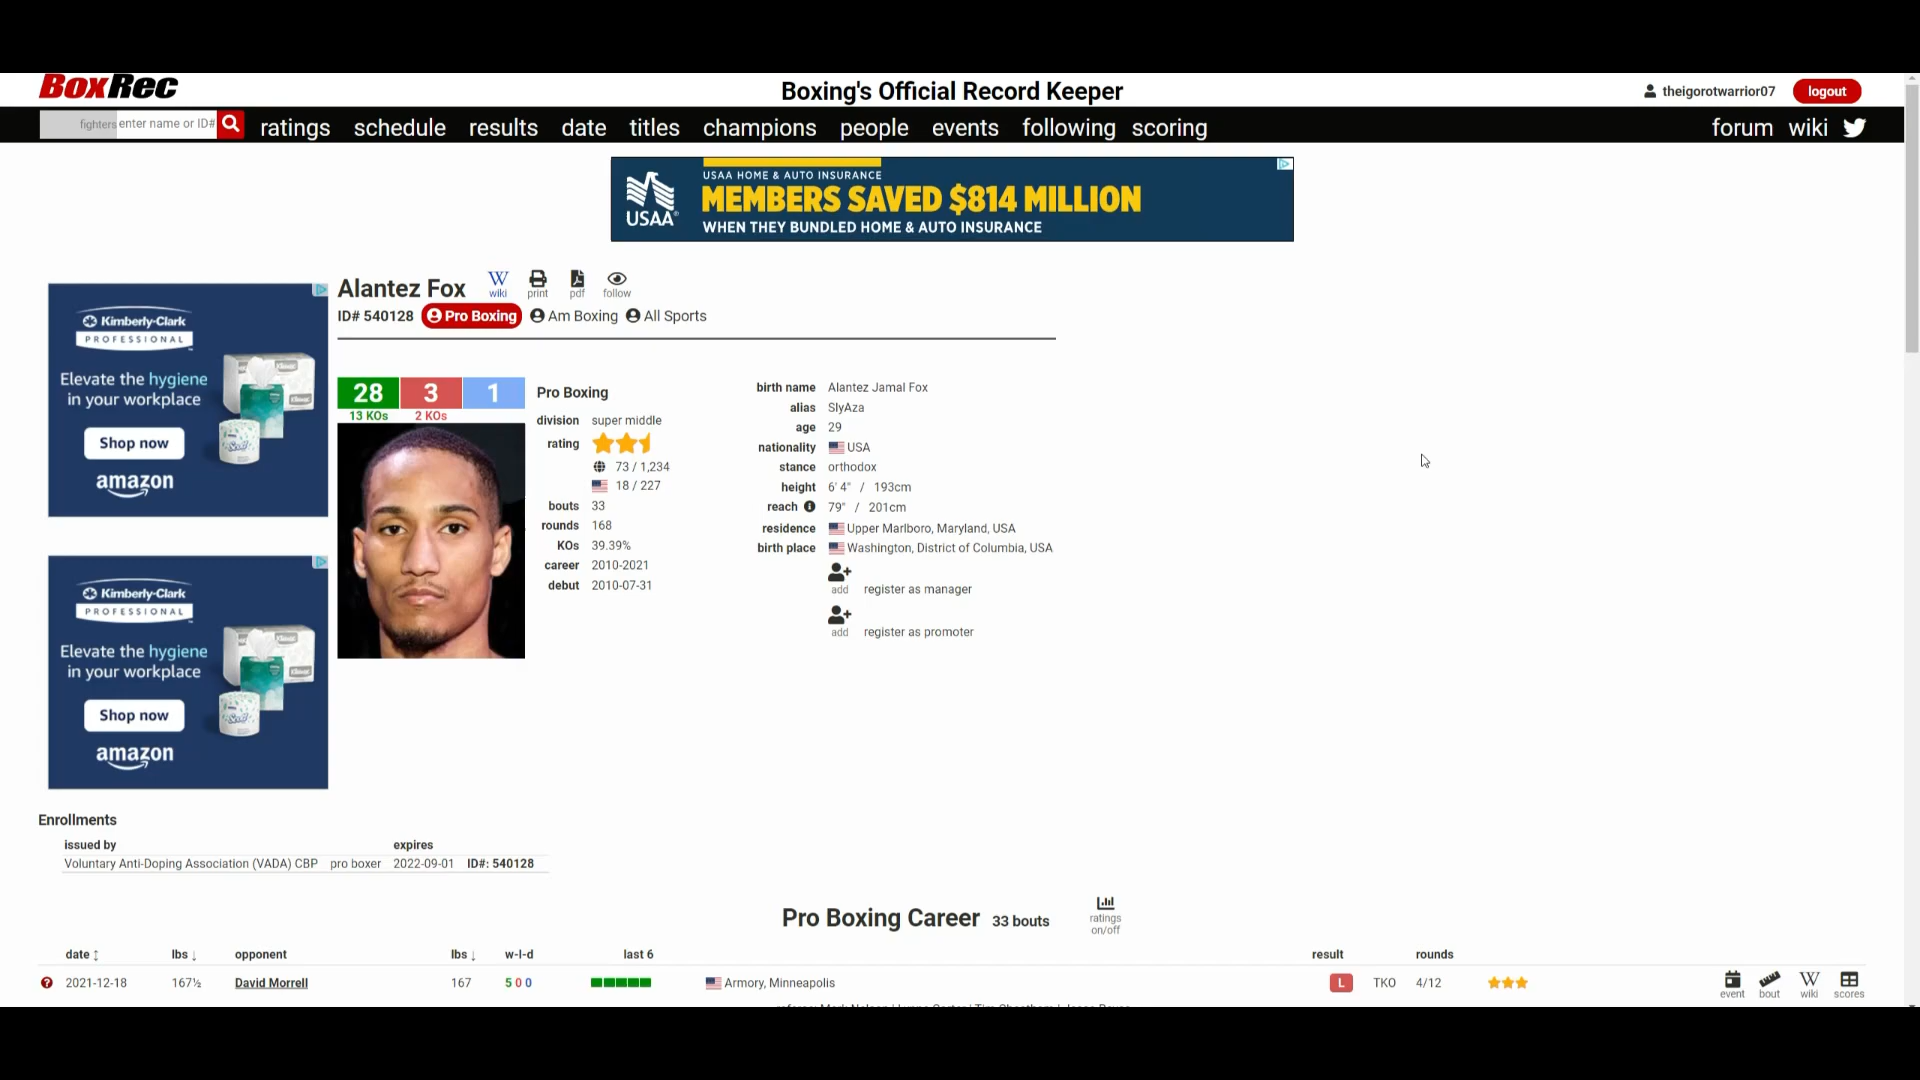 BoxRec
Boxing's Official Record Keeper
theigorotwarrior07
logout
fighters enter name or ID#
ratings schedule results date titles champions people events following scoring
forum wiki
USAA HOME & AUTO INSURANCE
MEMBERS SAVED $814 MILLION
WHEN THEY BUNDLED HOME & AUTO INSURANCE
USAA®
Kimberly-Clark
PROFESSIONAL
Elevate the hygiene
in your workplace
Shop now
amazon
Kimberly-Clark
PROFESSIONAL
Elevate the hygiene
in your workplace
Shop now
amazon
Alantez Fox
wiki print pdf follow
ID# 540128 Pro Boxing Am Boxing All Sports
28 3 1
13 KOs 2 KOs
Pro Boxing
division super middle
rating
73 / 1,234
18 / 227
bouts 33
rounds 168
KOs 39.39%
career 2010-2021
debut 2010-07-31
birth name Alantez Jamal Fox
alias SlyAza
age 29
nationality USA
stance orthodox
height 6' 4" / 193cm
reach 79" / 201cm
residence Upper Marlboro, Maryland, USA
birth place Washington, District of Columbia, USA
add register as manager
add register as promoter
Enrollments
issued by expires
Voluntary Anti-Doping Association (VADA) CBP pro boxer 2022-09-01 ID#: 540128
Pro Boxing Career 33 bouts
ratings
on/off
date lbs opponent lbs w-l-d last 6 result rounds
2021-12-18 167½ David Morrell 167 5 0 0 Armory, Minneapolis L TKO 4/12
event bout wiki scores